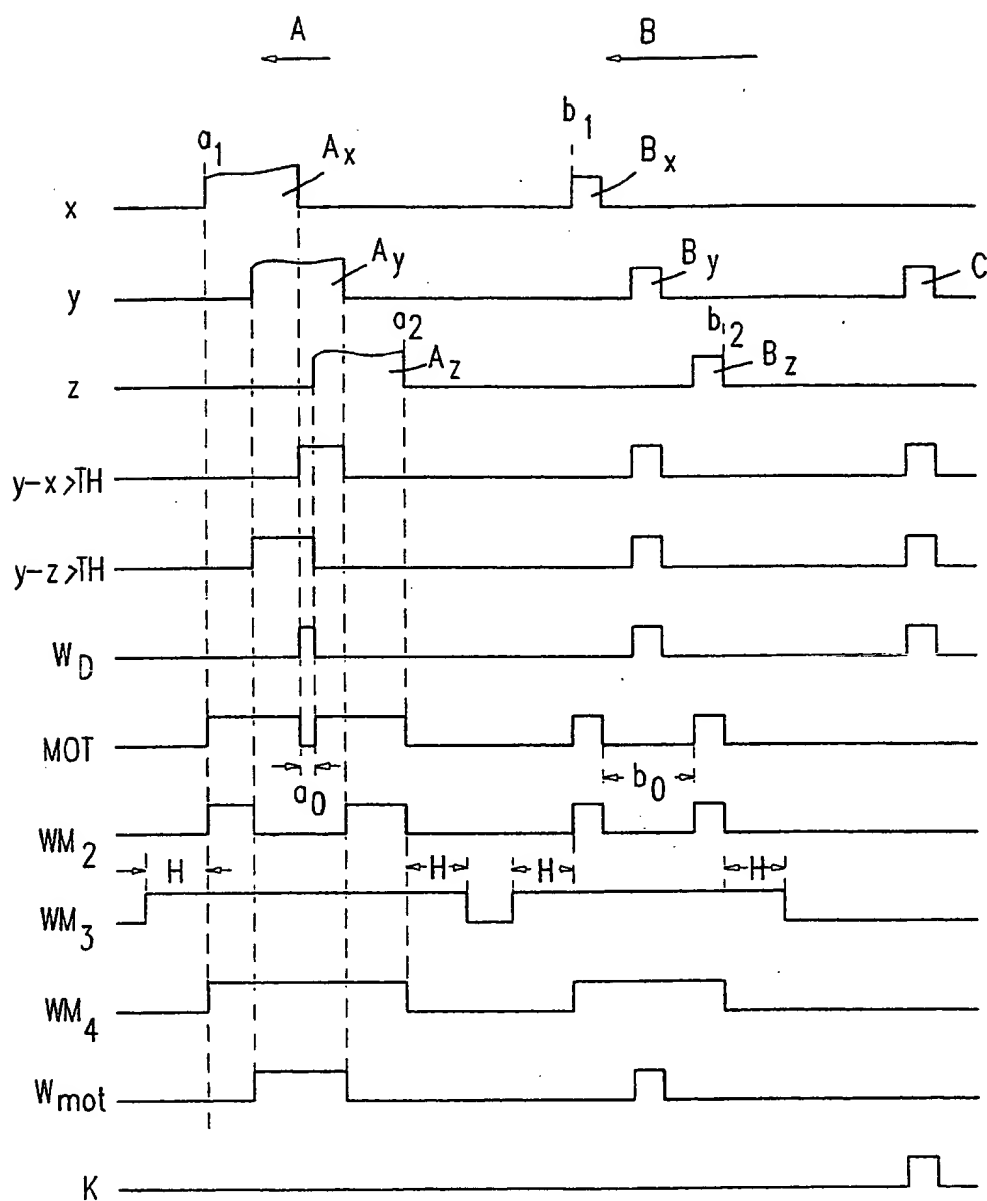 A B
a1 Ax b1 Bx
x
Ay By C
y
a2 Az b2 Bz
z
y-x>TH
y-z>TH
WD
MOT
a0 b0
WM2
H H H H
WM3
WM4
Wmot
K